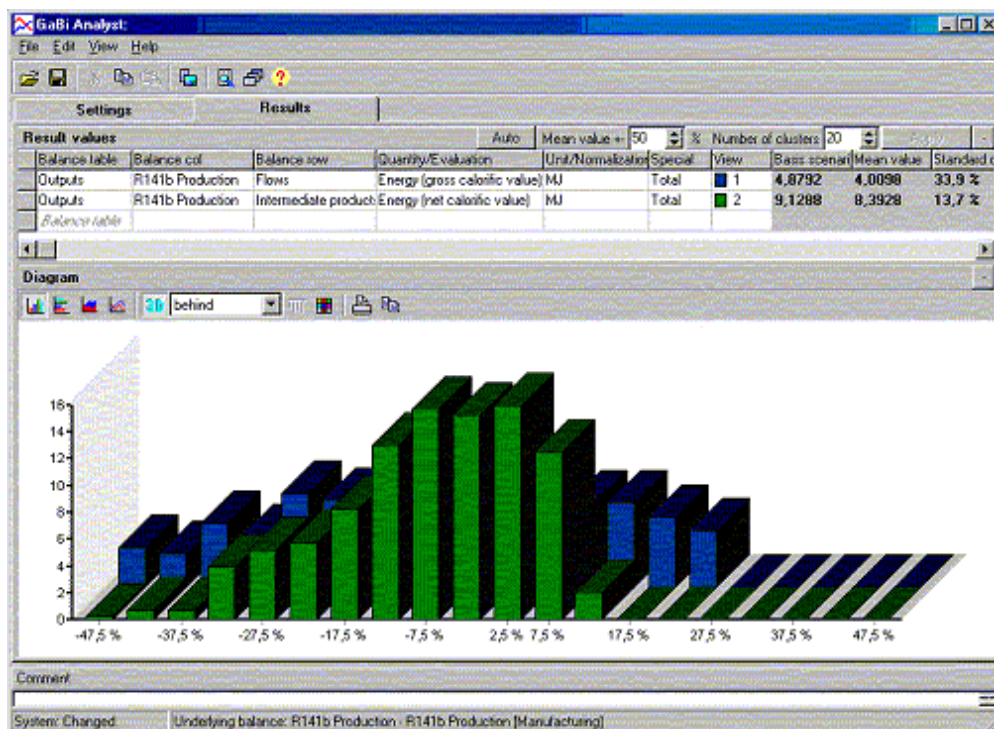 GaBi Analyst:
File Edit View Help
Settings Results
Result values Auto Mean value +- 50 % Number of clusters 20 Apply -
Balance table Balance col Balance row Quantity/Evaluation Unit/Normalization Special View Bass scenari Mean value Standard d
Outputs R141b Production Flows Energy (gross calorific value) MJ Total 1 4,8792 4,0098 33,9 %
Outputs R141b Production Intermediate product: Energy (net calorific value) MJ Total 2 9,1288 8,3928 13,7 %
Balance table
Diagram -
3D behind
16
14
12
10
8
6
4
2
0
-47,5 % -37,5 % -27,5 % -17,5 % -7,5 % 2,5 % 7,5 % 17,5 % 27,5 % 37,5 % 47,5 %
Comment
System: Changed Underlying balance: R141b Production - R141b Production [Manufacturing]